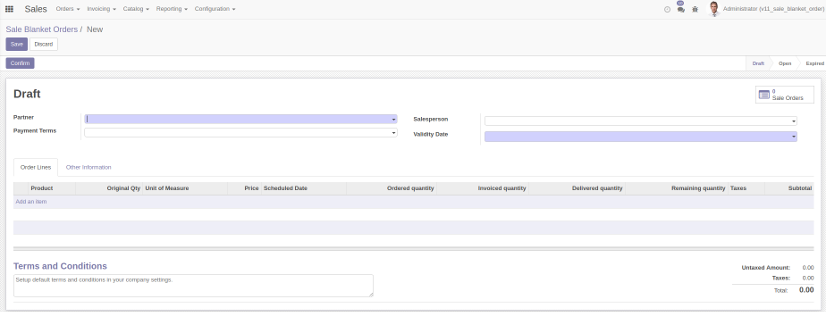 Sales Orders Invoicing Catalog Reporting Configuration Administrator (v11_sale_blanket_order)
Sale Blanket Orders / New
Save Discard
Confirm Draft Open Expired
Draft
0
Sale Orders
Partner Salesperson
Payment Terms Validity Date
Order Lines Other Information
Product Original Qty Unit of Measure Price Scheduled Date Ordered quantity Invoiced quantity Delivered quantity Remaining quantity Taxes Subtotal
Add an item
Terms and Conditions
Setup default terms and conditions in your company settings.
Untaxed Amount: 0.00
Taxes: 0.00
Total: 0.00